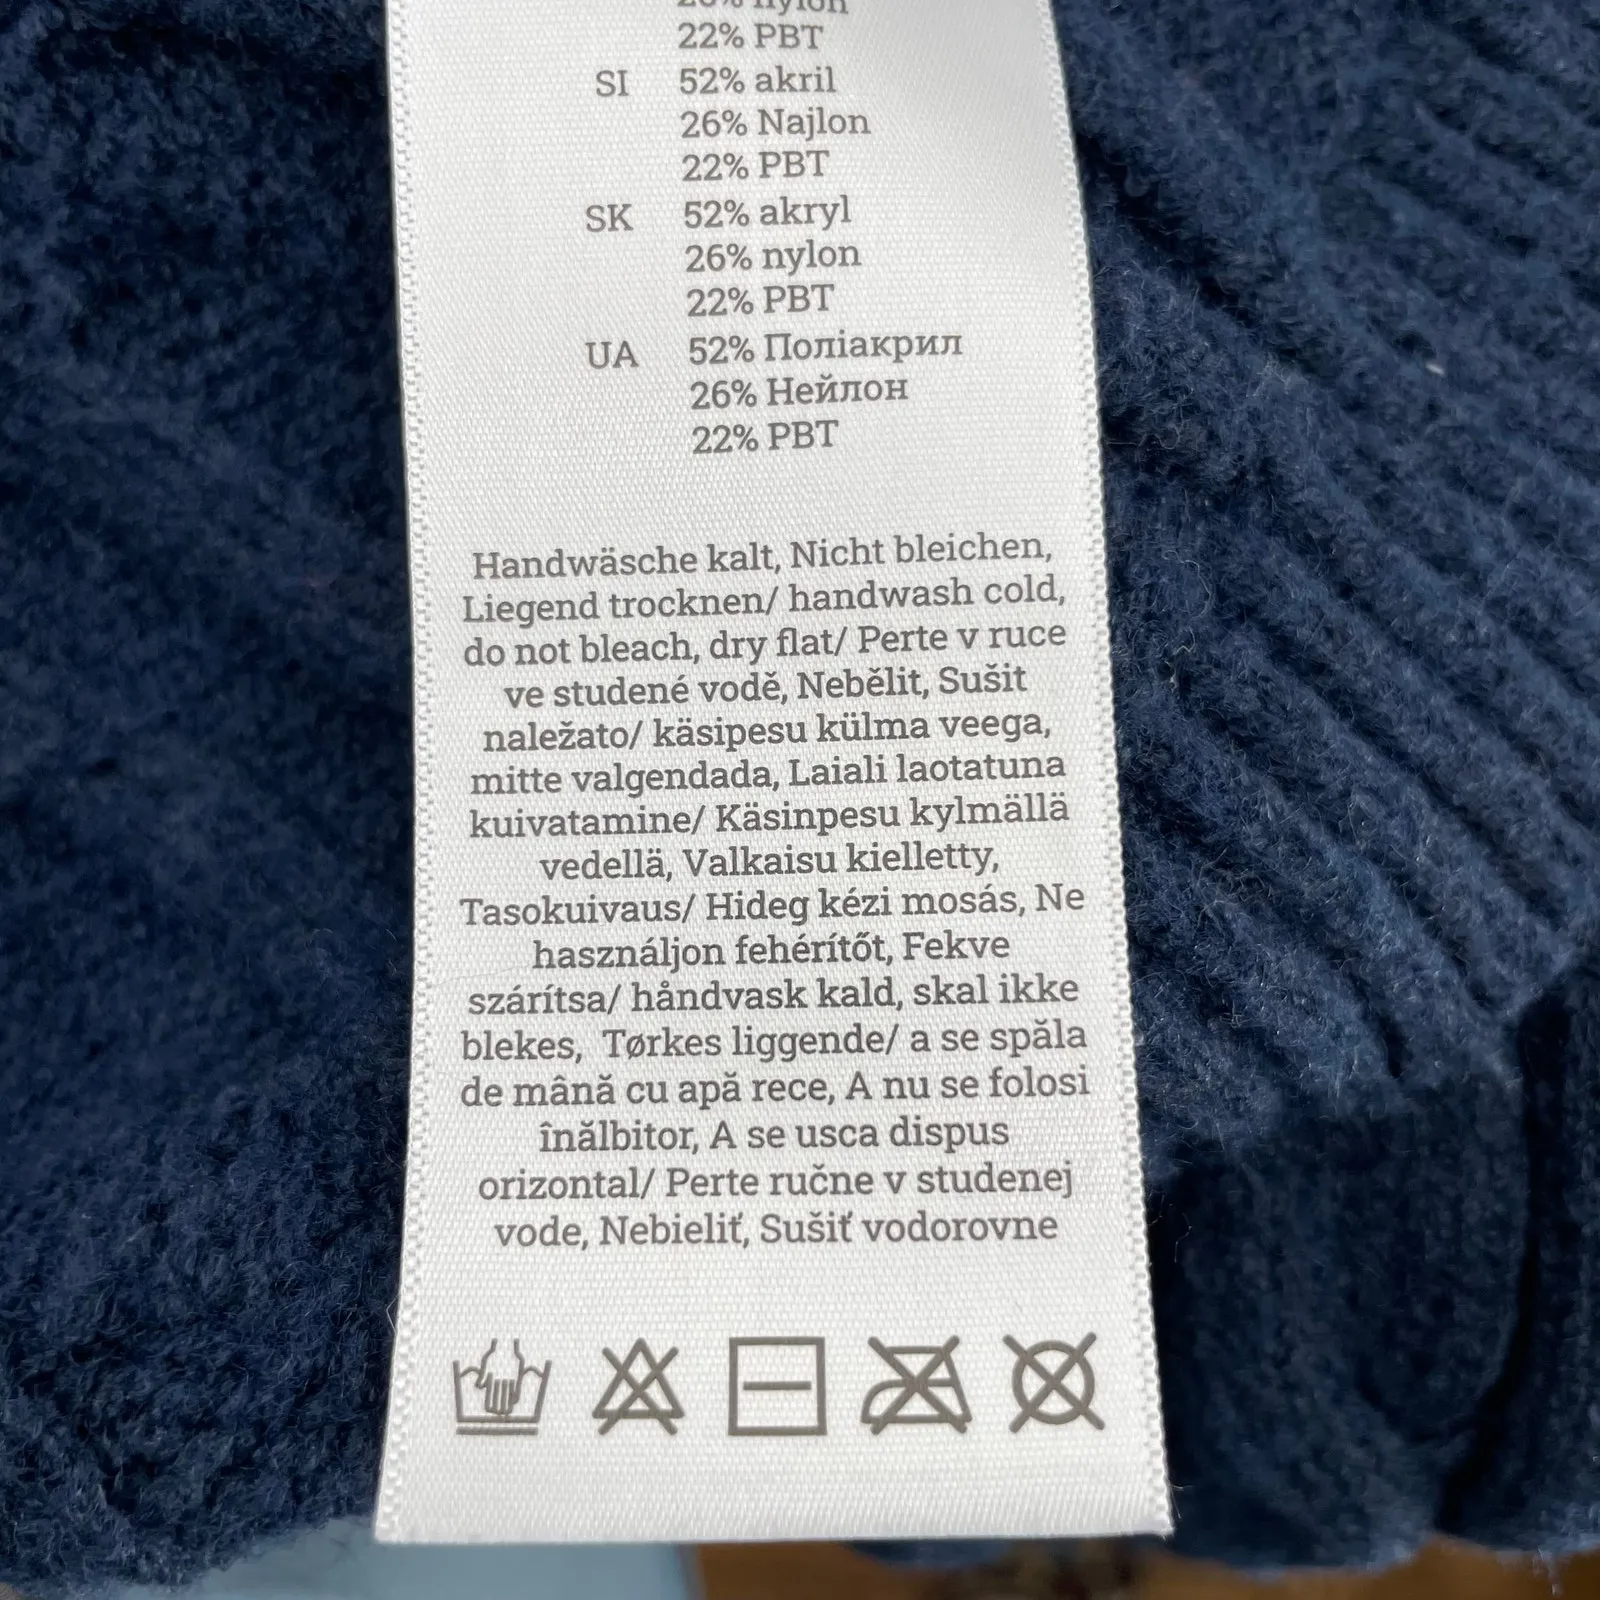 26% nylon
22% PBT
SI 52% akril
26% Najlon
22% PBT
SK 52% akryl
26% nylon
22% PBT
UA 52% Поліакрил
26% Нейлон
22% PBT
Handwäsche kalt, Nicht bleichen,
Liegend trocknen/ handwash cold,
do not bleach, dry flat/ Perte v ruce
ve studené vodě, Nebělit, Sušit
naležato/ käsipesu külma veega,
mitte valgendada, Laiali laotatuna
kuivatamine/ Käsinpesu kylmällä
vedellä, Valkaisu kielletty,
Tasokuivaus/ Hideg kézi mosás, Ne
használjon fehérítőt, Fekve
szárítsa/ håndvask kald, skal ikke
blekes, Tørkes liggende/ a se spăla
de mână cu apă rece, A nu se folosi
înălbitor, A se usca dispus
orizontal/ Perte ručne v studenej
vode, Nebieliť, Sušiť vodorovne